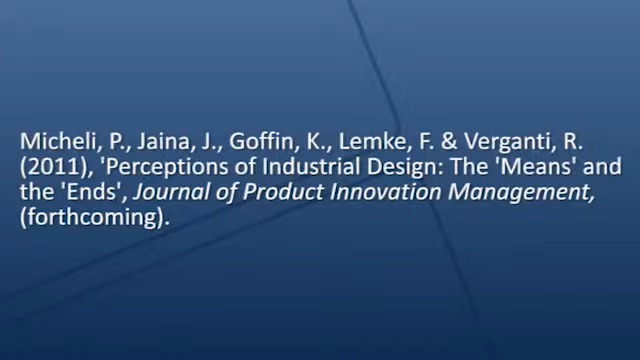 Micheli, P., Jaina, J., Goffin, K., Lemke, F. & Verganti, R.
(2011), 'Perceptions of Industrial Design: The 'Means' and
the 'Ends', Journal of Product Innovation Management,
(forthcoming).